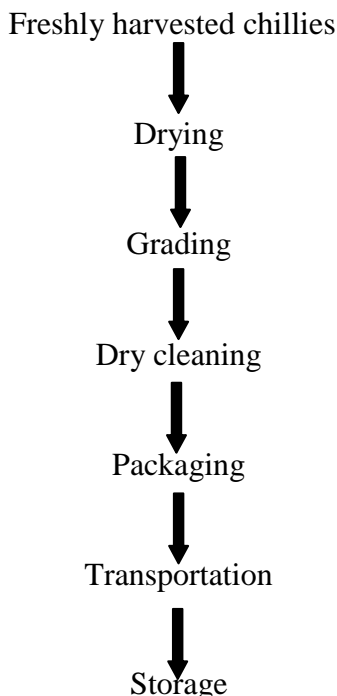 Freshly harvested chillies
Drying
Grading
Dry cleaning
Packaging
Transportation
Storage